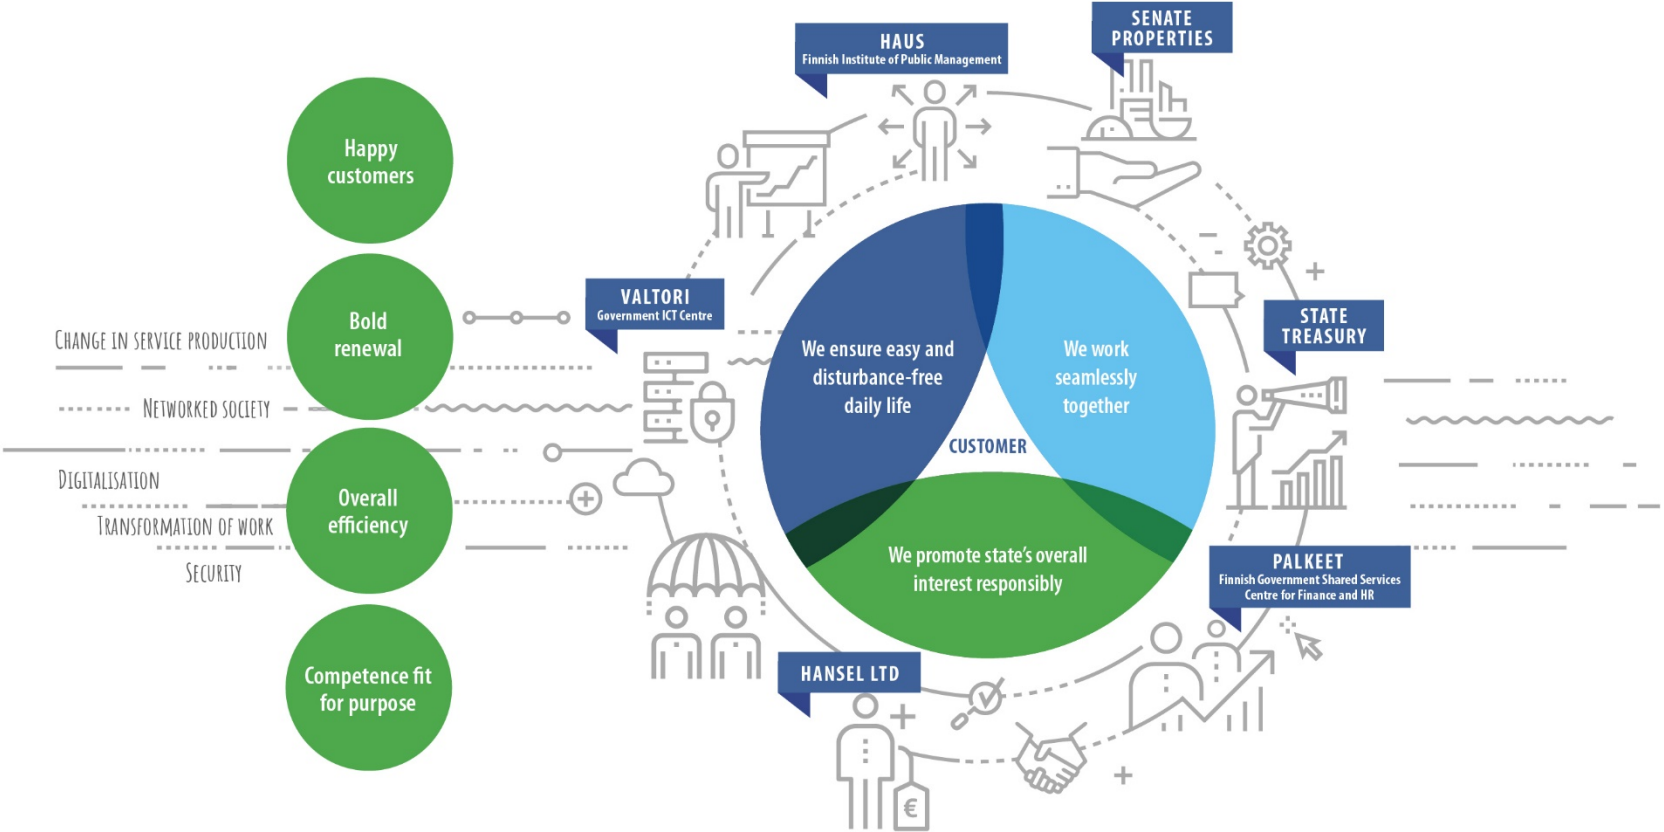 SENATE
PROPERTIES
HAUS
Finnish Institute of Public Management
Happy
customers
VALTORI
Government ICT Centre
Bold
renewal
STATE
TREASURY
CHANGE IN SERVICE PRODUCTION
NETWORKED SOCIETY
DIGITALISATION
TRANSFORMATION OF WORK
SECURITY
We ensure easy and
disturbance-free
daily life
We work
seamlessly
together
CUSTOMER
Overall
efficiency
We promote state’s overall
interest responsibly
PALKEET
Finnish Government Shared Services
Centre for Finance and HR
HANSEL LTD
Competence fit
for purpose
€